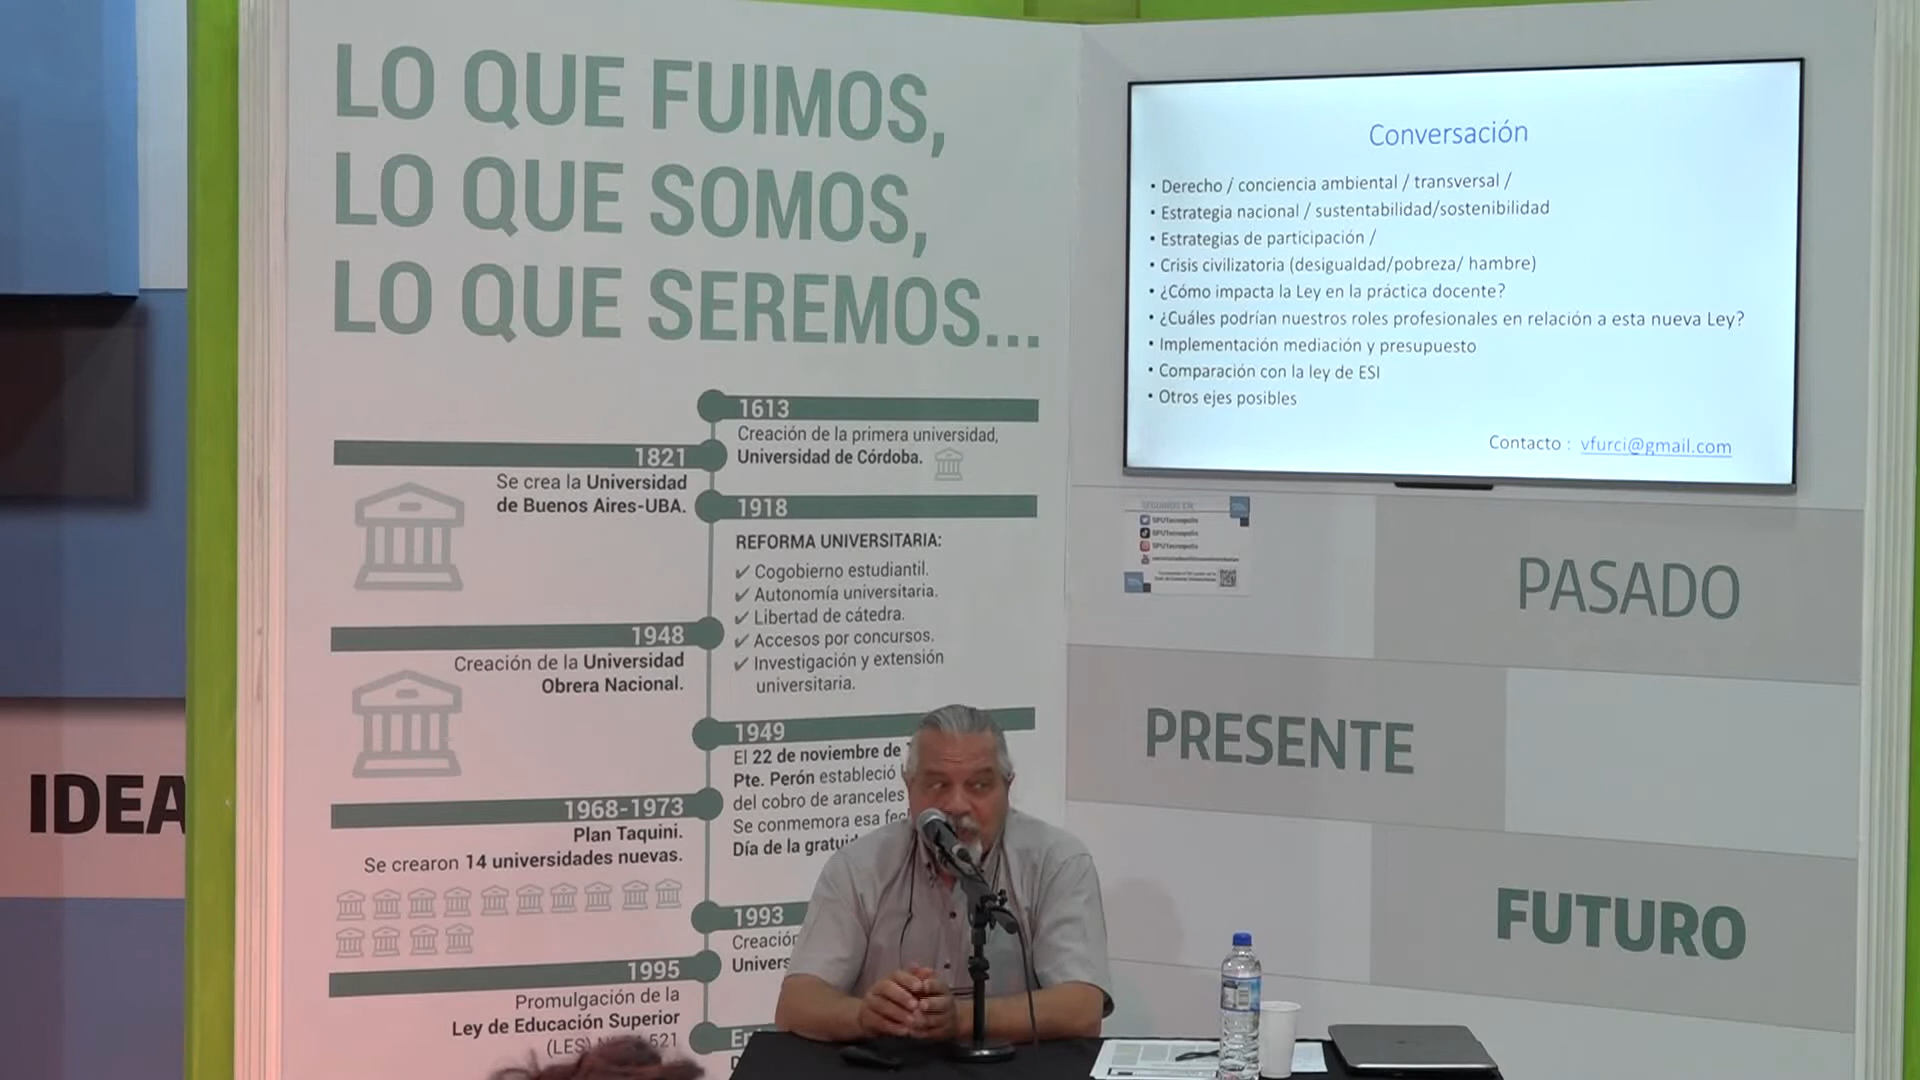 LO QUE FUIMOS,
LO QUE SOMOS,
LO QUE SEREMOS...
1613
Creación de la primera universidad,
Universidad de Córdoba.
1821
Se crea la Universidad
de Buenos Aires-UBA.
1918
REFORMA UNIVERSITARIA:
✓ Cogobierno estudiantil.
✓ Autonomía universitaria.
✓ Libertad de cátedra.
✓ Accesos por concursos.
✓ Investigación y extensión
universitaria.
1948
Creación de la Universidad
Obrera Nacional.
1949
El 22 de noviembre de
Pte. Perón estableció
del cobro de aranceles
Se conmemora esa
Día de la
1968-1973
Plan Taquini.
Se crearon 14 universidades nuevas.
1993
1995
Promulgación de la
Ley de Educación Superior
(LES)
Conversación
• Derecho / conciencia ambiental / transversal /
• Estrategia nacional / sustentabilidad/sostenibilidad
• Estrategias de participación /
• Crisis civilizatoria (desigualdad/pobreza/ hambre)
• ¿Cómo impacta la Ley en la práctica docente?
• ¿Cuáles podrían nuestros roles profesionales en relación a esta nueva Ley?
• Implementación mediación y presupuesto
• Comparación con la ley de ESI
• Otros ejes posibles
Contacto : vfurci@gmail.com
PASADO
PRESENTE
FUTURO
IDEA